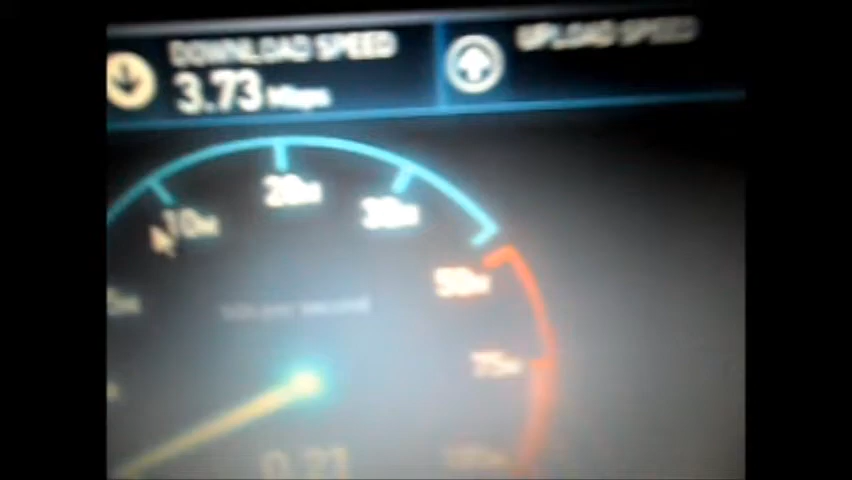 DOWNLOAD SPEED
UPLOAD SPEED
3.73 Mbps
20M
10M
30M
50M
75M